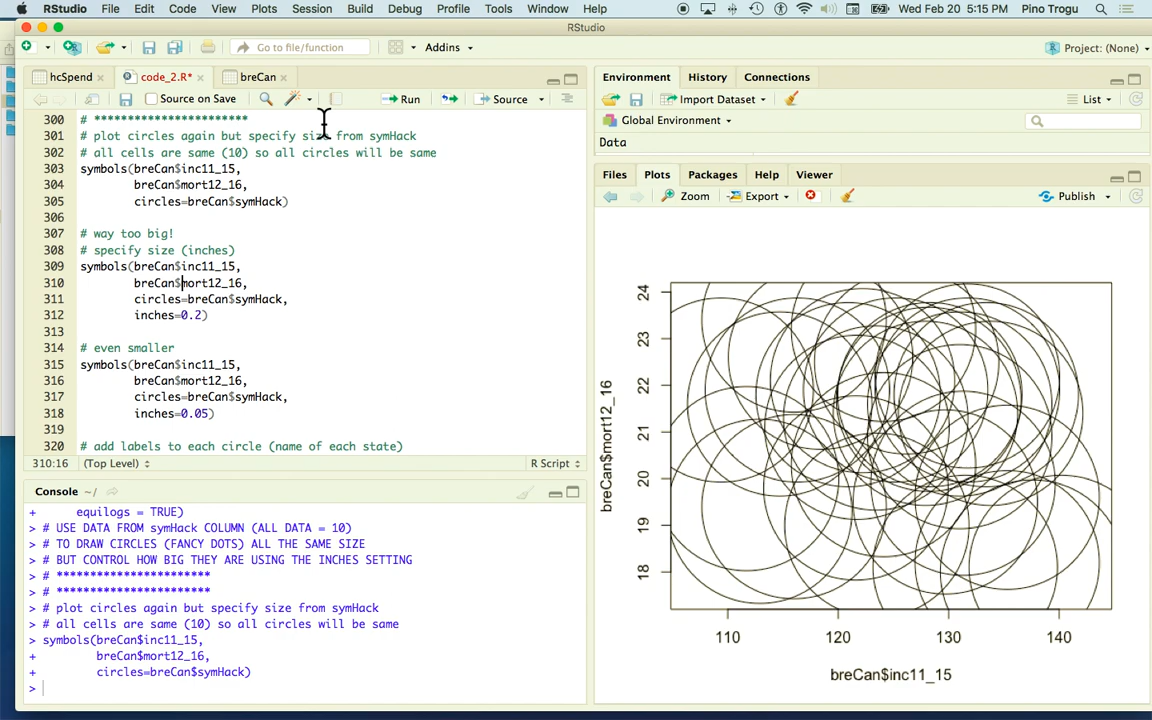 RStudio File Edit Code View Plots Session Build Debug Profile Tools Window Help Wed Feb 20 5:15 PM Pino Trogu
RStudio
Go to file/function Addins Project: (None)
hcSpend code_2.R* breCan
Source on Save Run Source
300 # ***********************
301 # plot circles again but specify size from symHack
302 # all cells are same (10) so all circles will be same
303 symbols(breCan$inc11_15,
304 breCan$mort12_16,
305 circles=breCan$symHack)
306
307 # way too big!
308 # specify size (inches)
309 symbols(breCan$inc11_15,
310 breCan$mort12_16,
311 circles=breCan$symHack,
312 inches=0.2)
313
314 # even smaller
315 symbols(breCan$inc11_15,
316 breCan$mort12_16,
317 circles=breCan$symHack,
318 inches=0.05)
319
320 # add labels to each circle (name of each state)
310:16 (Top Level) R Script
Console ~/
+ equilogs = TRUE)
> # USE DATA FROM symHack COLUMN (ALL DATA = 10)
> # TO DRAW CIRCLES (FANCY DOTS) ALL THE SAME SIZE
> # BUT CONTROL HOW BIG THEY ARE USING THE INCHES SETTING
> # ***********************
> # ***********************
> # plot circles again but specify size from symHack
> # all cells are same (10) so all circles will be same
> symbols(breCan$inc11_15,
+ breCan$mort12_16,
+ circles=breCan$symHack)
>
Environment History Connections
Import Dataset List
Global Environment
Data
Files Plots Packages Help Viewer
Zoom Export Publish
24
23
22
21
20
19
18
breCan$mort12_16
110 120 130 140
breCan$inc11_15